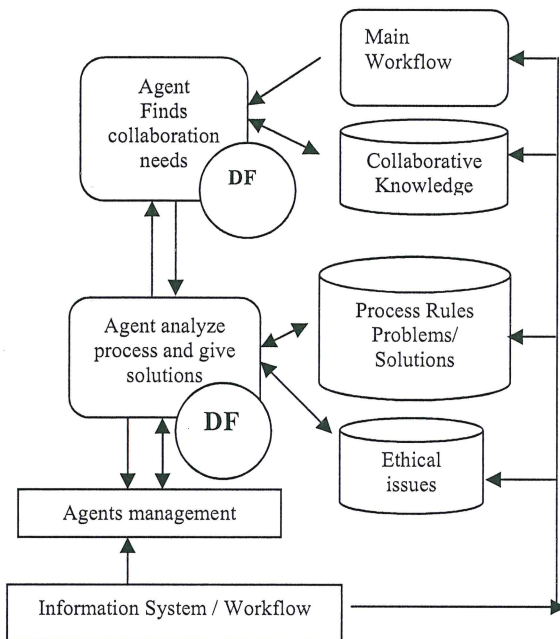 Main
Workflow
Agent
Finds
collaboration
needs
DF
Collaborative
Knowledge
Process Rules
Problems/
Solutions
Agent analyze
process and give
solutions
DF
Ethical
issues
Agents management
Information System / Workflow